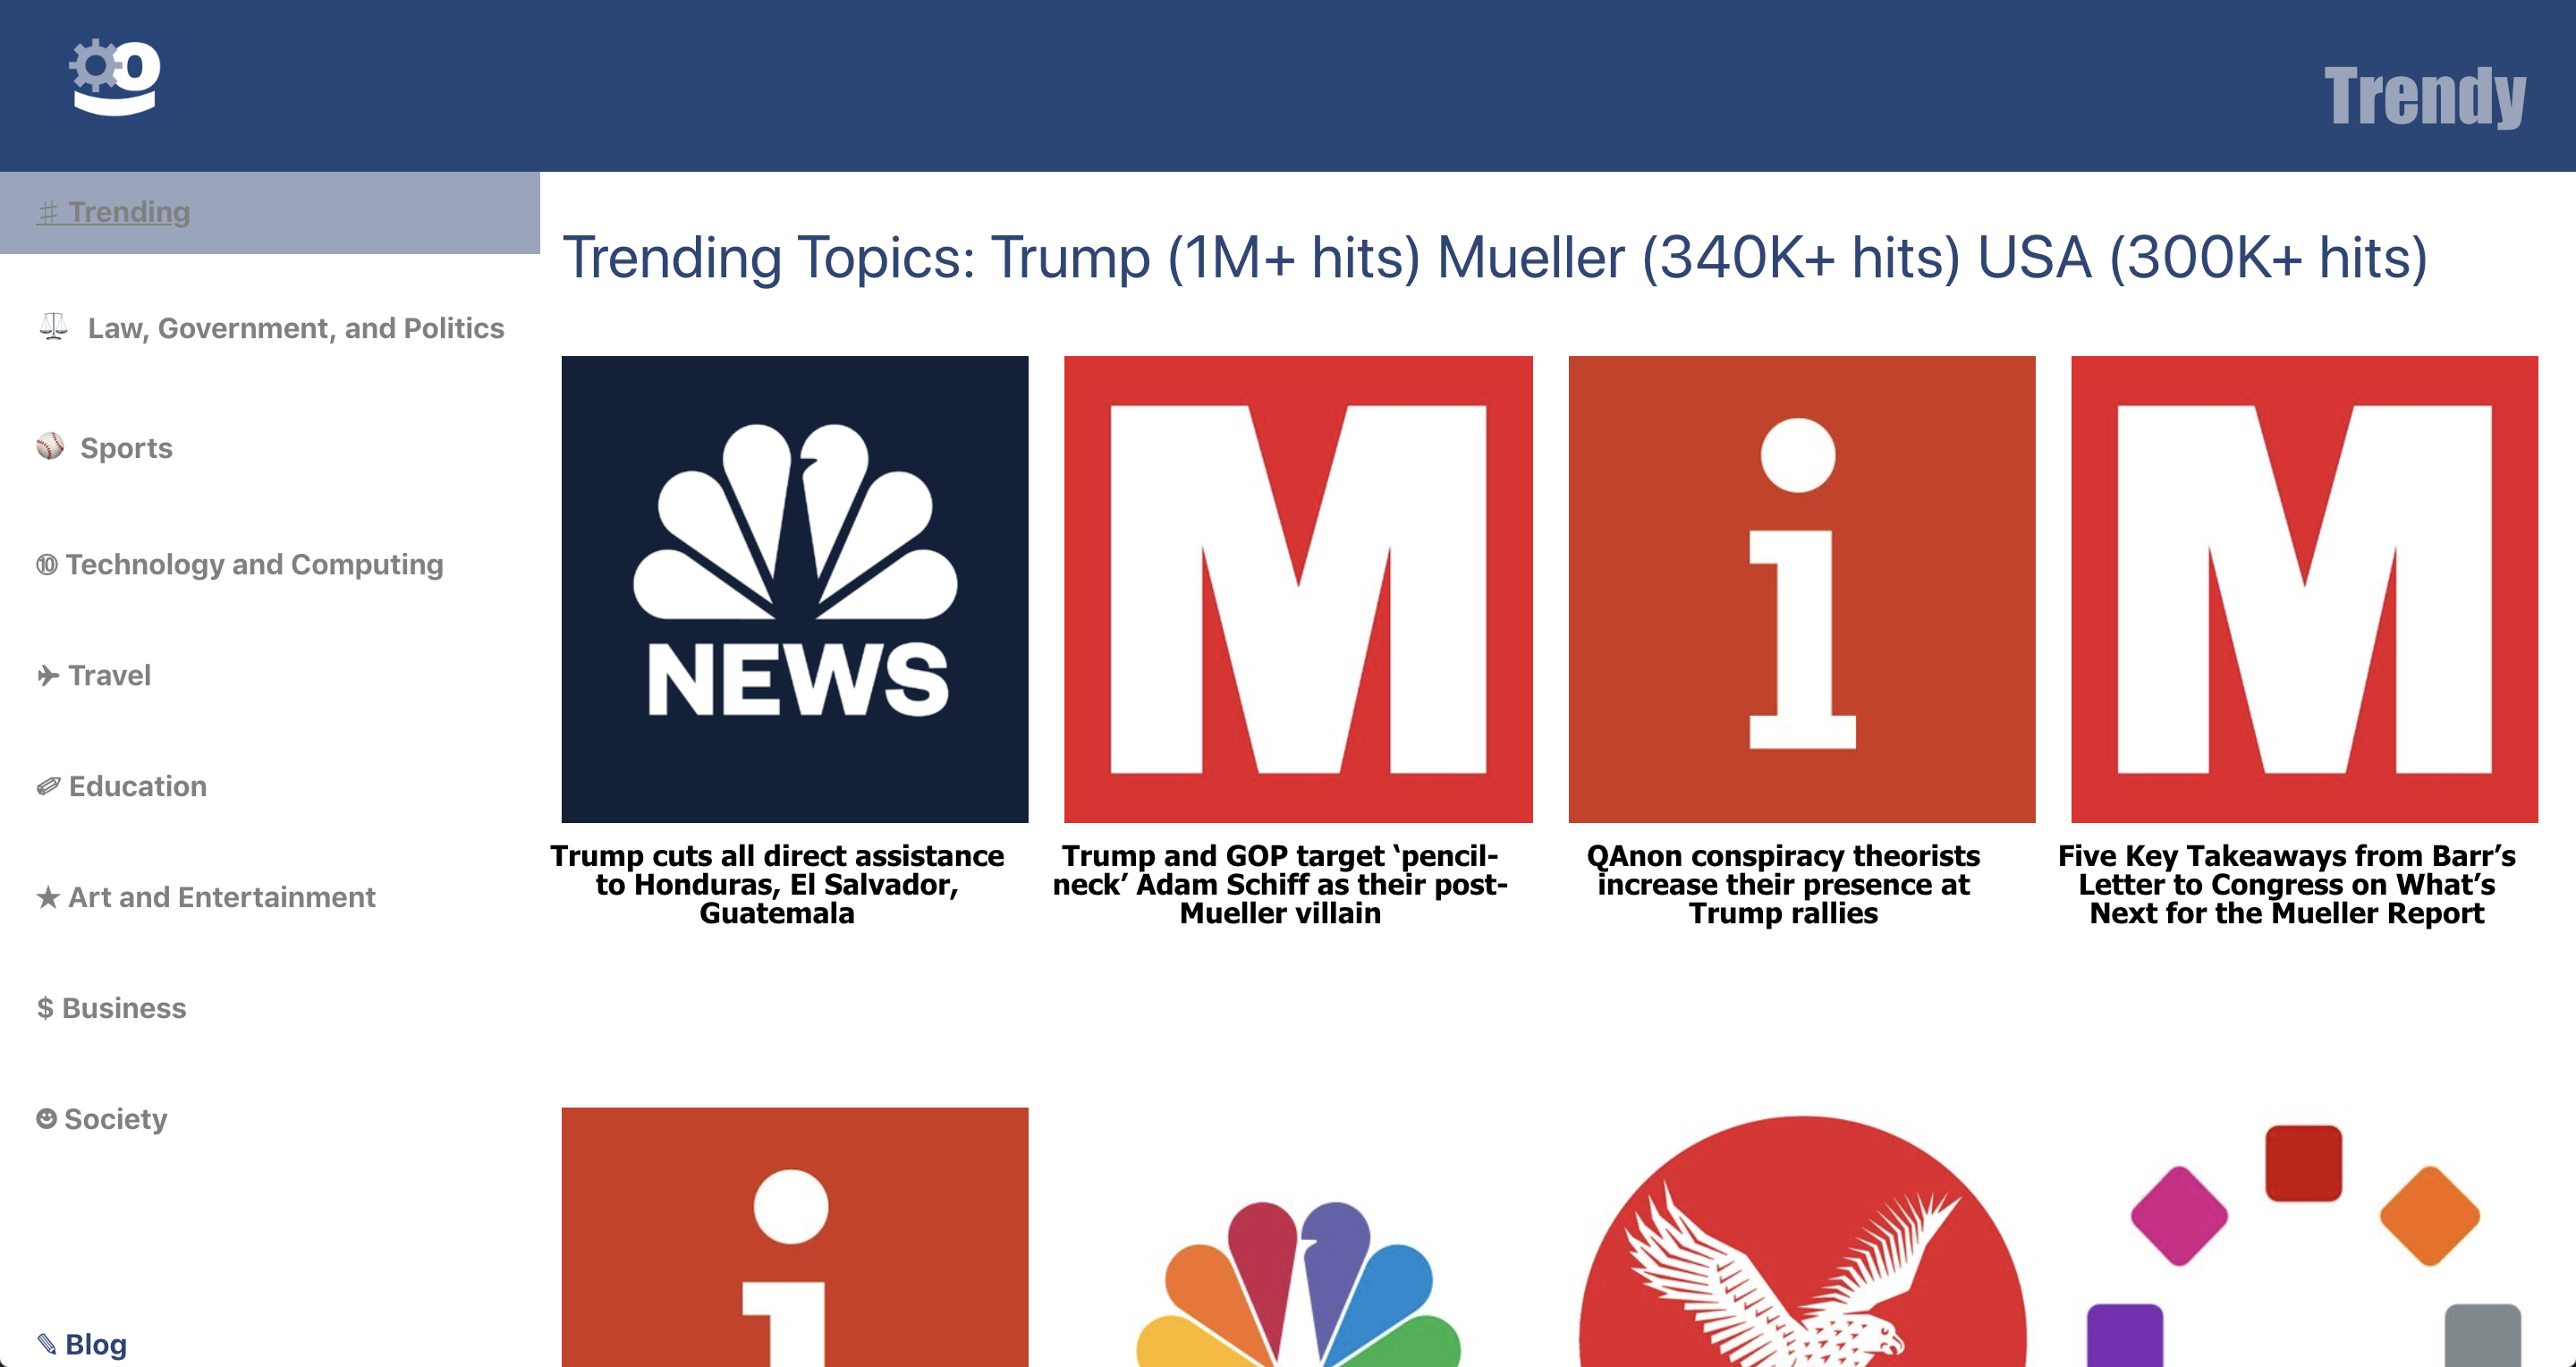 Trendy
# Trending
Law, Government, and Politics
Sports
⑩ Technology and Computing
✈ Travel
✐ Education
★ Art and Entertainment
$ Business
☻ Society
✎ Blog
Trending Topics: Trump (1M+ hits) Mueller (340K+ hits) USA (300K+ hits)
NEWS
M
i
M
Trump cuts all direct assistance
to Honduras, El Salvador,
Guatemala
Trump and GOP target ‘pencil-
neck’ Adam Schiff as their post-
Mueller villain
QAnon conspiracy theorists
increase their presence at
Trump rallies
Five Key Takeaways from Barr’s
Letter to Congress on What’s
Next for the Mueller Report
i